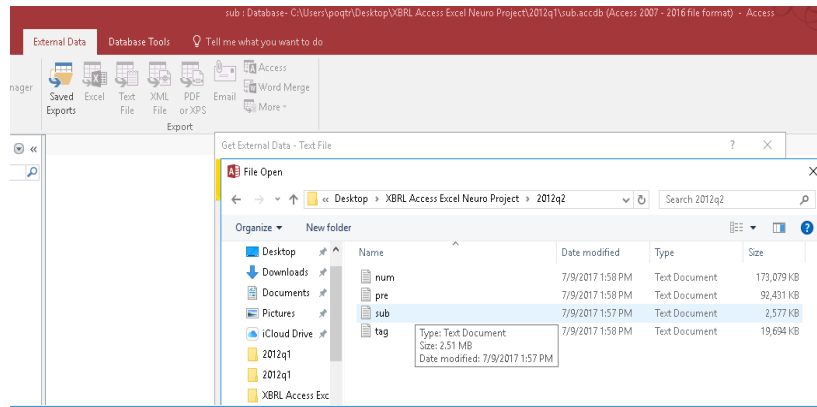 sub : Database- C:\Users\poqtr\Desktop\XBRL Access Excel Neuro Project\2012q1\sub.accdb (Access 2007 - 2016 file format) - Access
External Data Database Tools Tell me what you want to do
Access
Word Merge
More
nager Saved Exports Excel Text File XML File PDF or XPS Email
Export
Get External Data - Text File ? X
File Open X
« Desktop > XBRL Access Excel Neuro Project > 2012q2 Search 2012q2
Organize New folder
Name Date modified Type Size
Desktop
Downloads
Documents
Pictures
iCloud Drive
2012q1
2012q1
XBRL Access Exc
num 7/9/2017 1:58 PM Text Document 173,079 KB
pre 7/9/2017 1:58 PM Text Document 92,431 KB
sub 7/9/2017 1:57 PM Text Document 2,577 KB
tag 7/9/2017 1:58 PM Text Document 19,694 KB
Type: Text Document
Size: 2.51 MB
Date modified: 7/9/2017 1:57 PM